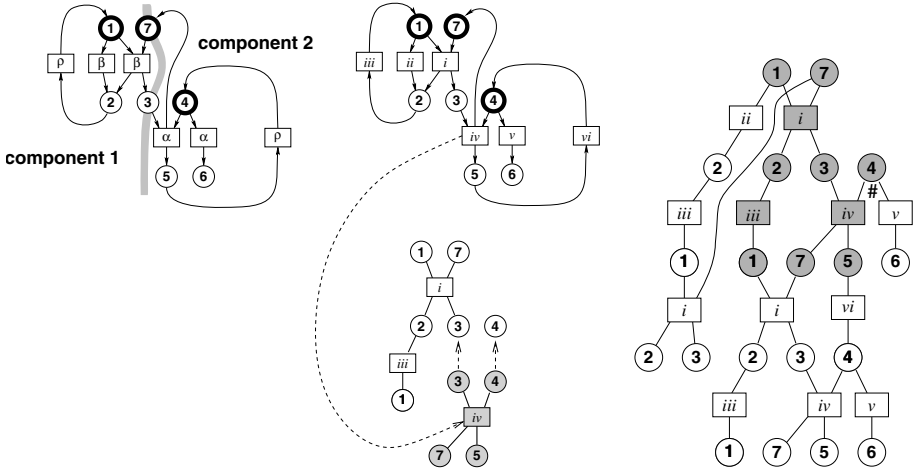 1 7
component 2
ρ β β
2 3 4
α α ρ
component 1
5 6
1 7
iii ii i
2 3 4
iv v vi
5 6
1 7
i
2 3 4
iii
1 3 4
iv
7 5
1 7
ii i
2 2 3 4
#
iii iii iv v
1 1 7 5 6
i i vi
2 3 2 3 4
iii iv v
1 7 5 6